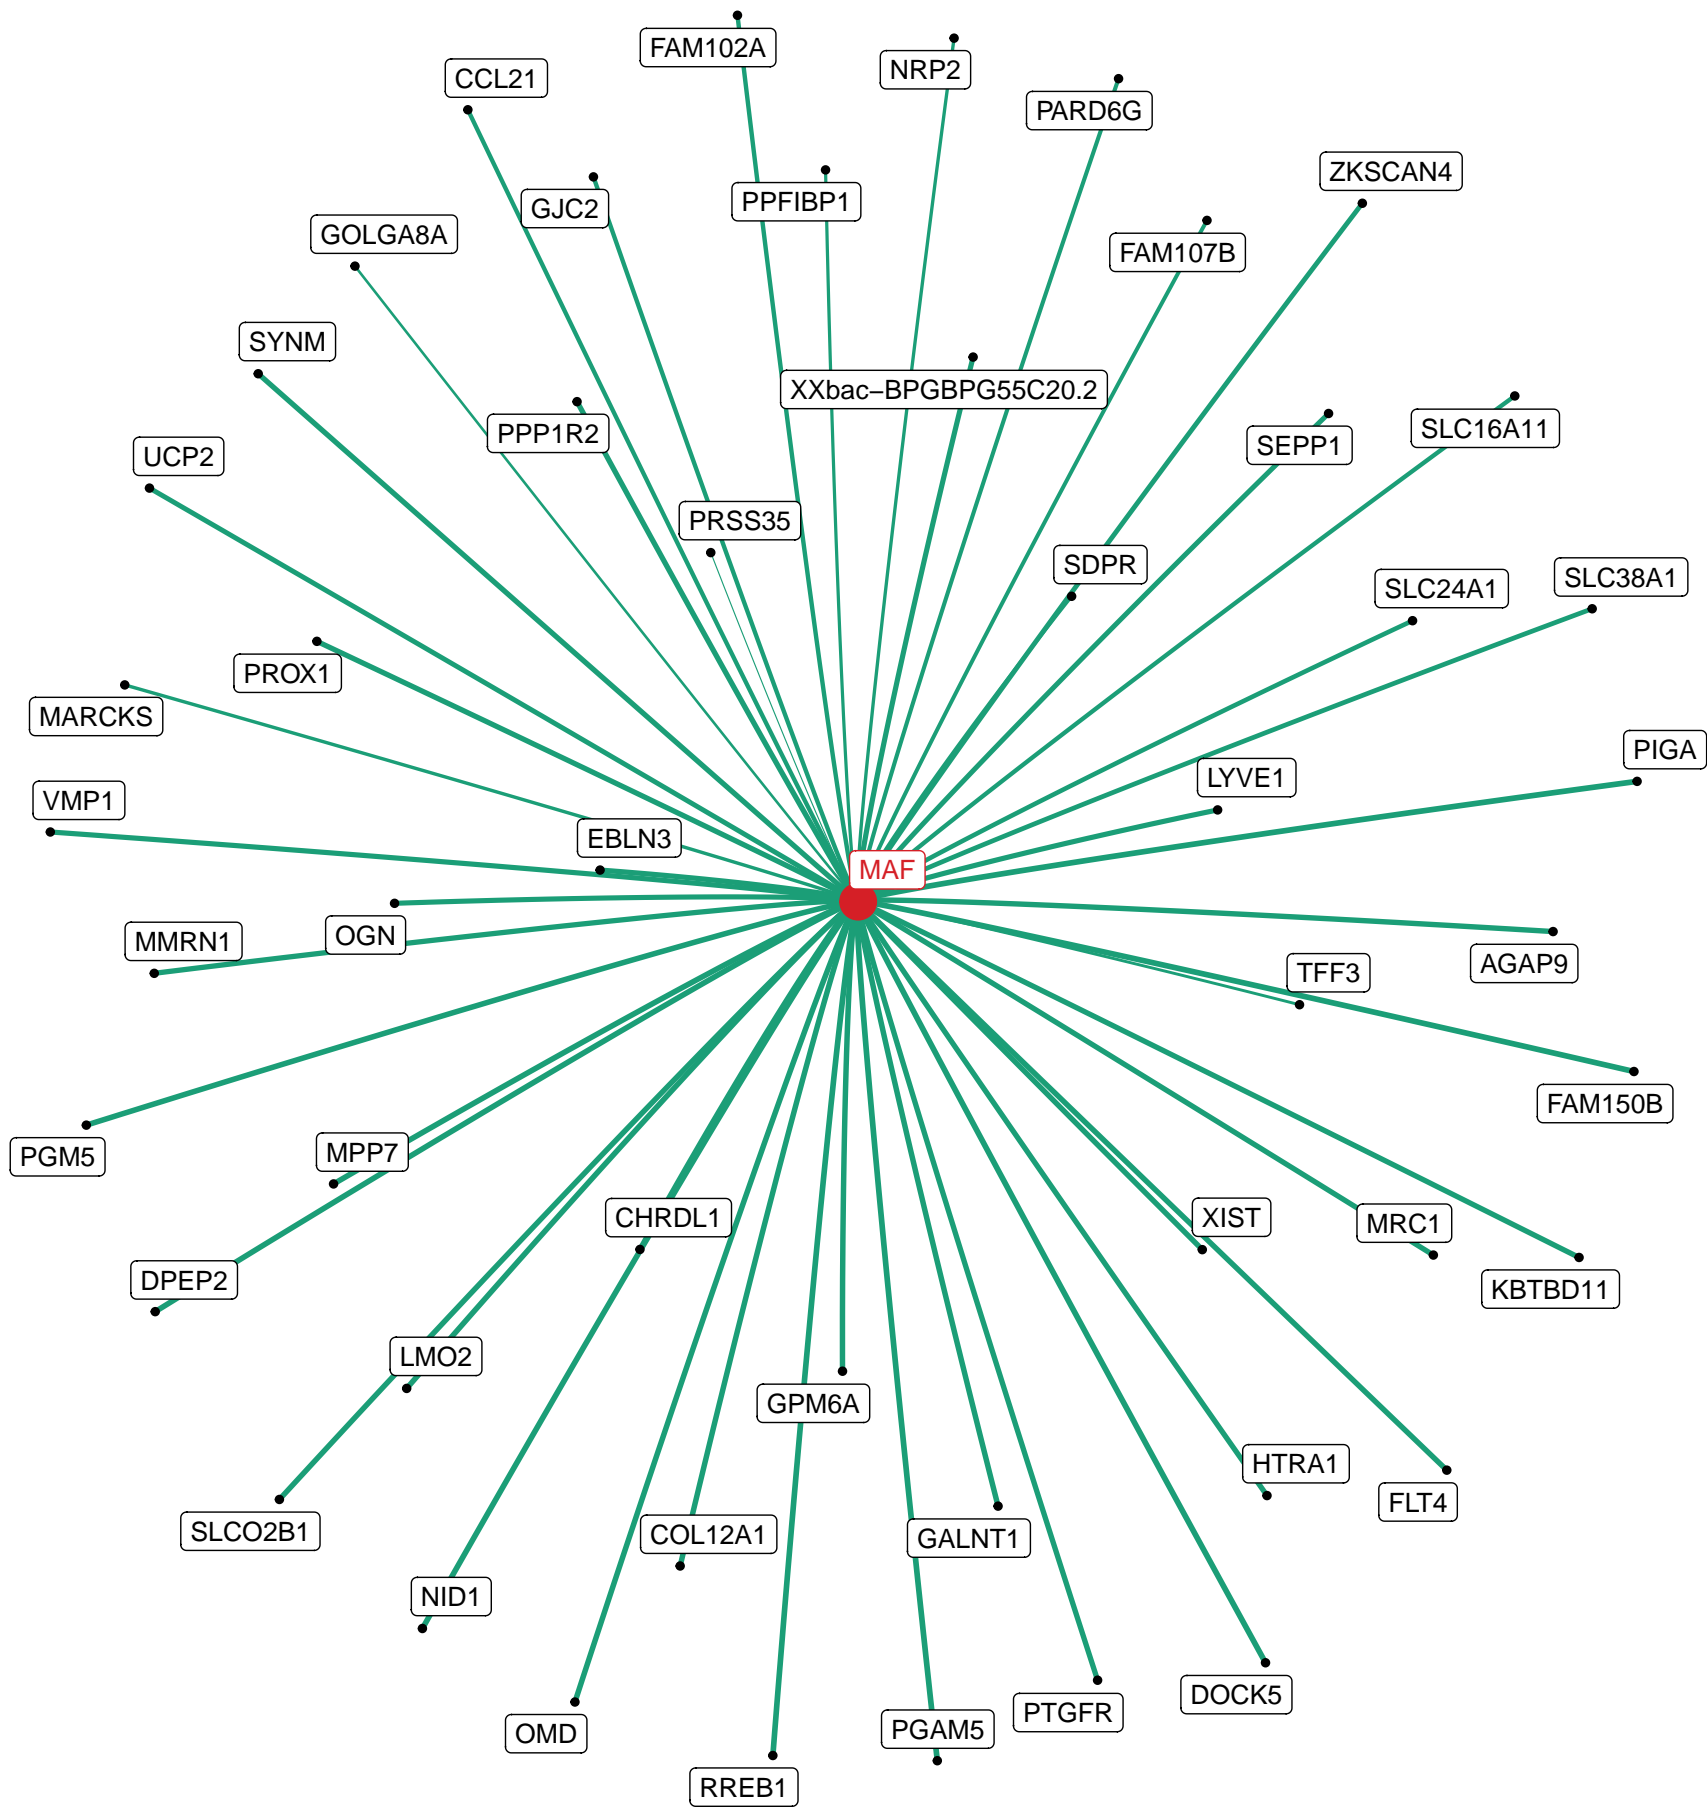 FAM102A
NRP2
CCL21
PARD6G
ZKSCAN4
PPFIBP1
GJC2
GOLGA8A
FAM107B
SYNM
XXbac–BPGBPG55C20.2
SLC16A11
PPP1R2
SEPP1
UCP2
PRSS35
SDPR
SLC38A1
SLC24A1
PROX1
MARCKS
PIGA
LYVE1
VMP1
EBLN3
MAF
OGN
MMRN1
AGAP9
TFF3
FAM150B
MPP7
PGM5
CHRDL1
XIST
MRC1
DPEP2
KBTBD11
LMO2
GPM6A
HTRA1
FLT4
SLCO2B1
COL12A1
GALNT1
NID1
DOCK5
PTGFR
PGAM5
OMD
RREB1